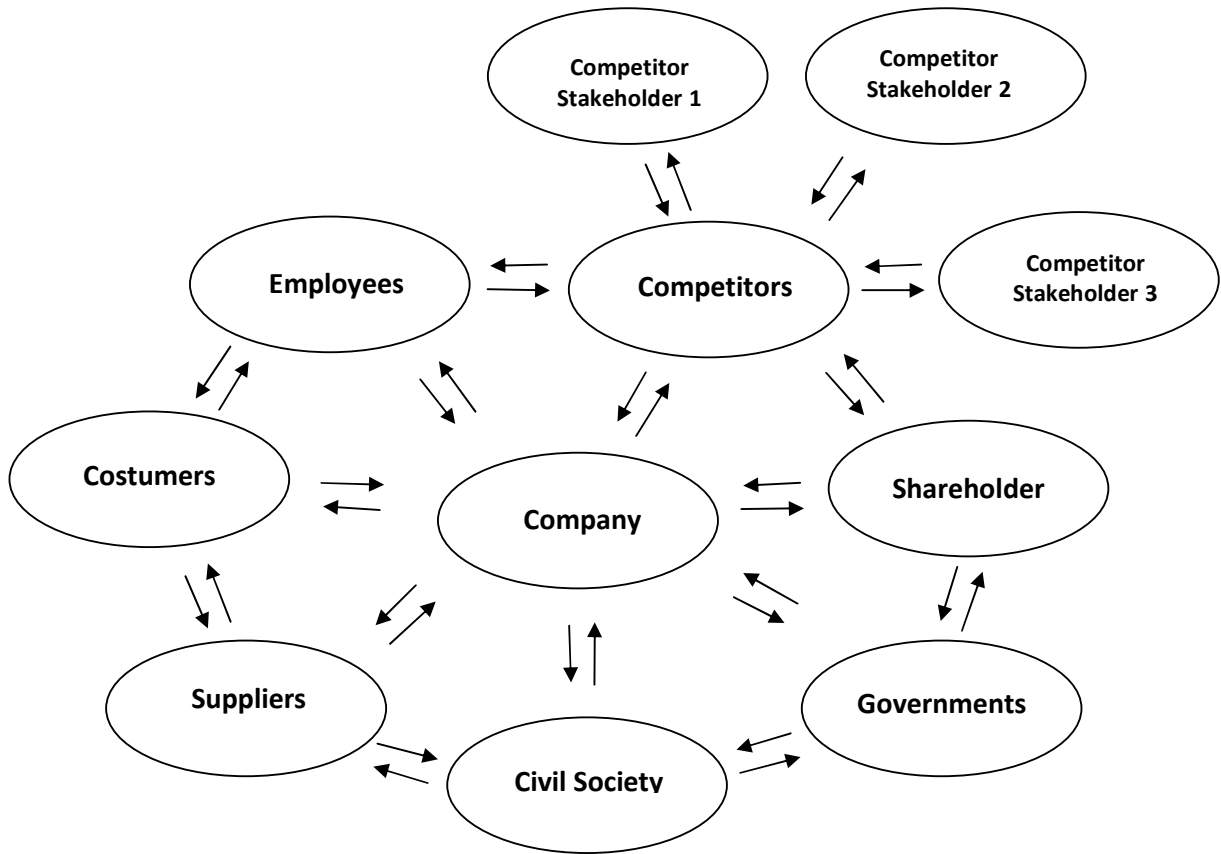 Competitor
Stakeholder 1
Competitor
Stakeholder 2
Employees
Competitors
Competitor
Stakeholder 3
Costumers
Company
Shareholder
Suppliers
Civil Society
Governments